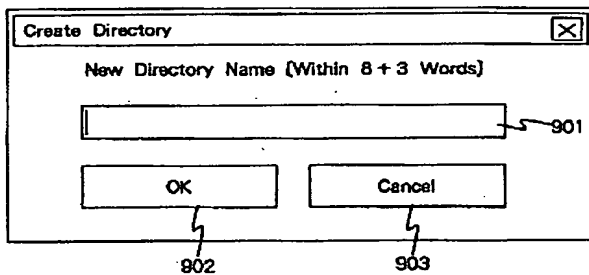 Create Directory
New Directory Name (Within 8 + 3 Words)
901
OK Cancel
902 903